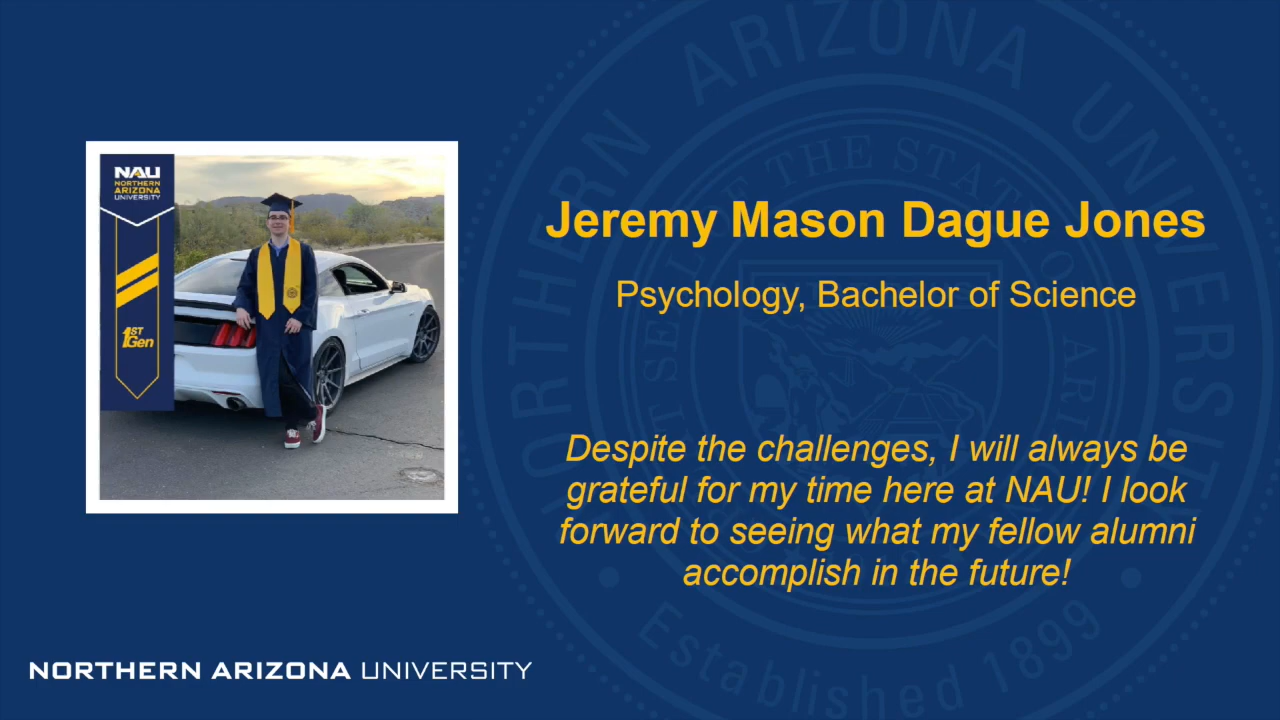 NAU
NORTHERN
ARIZONA
UNIVERSITY
1ST
Gen
Jeremy Mason Dague Jones
Psychology, Bachelor of Science
Despite the challenges, I will always be
grateful for my time here at NAU! I look
forward to seeing what my fellow alumni
accomplish in the future!
NORTHERN ARIZONA UNIVERSITY
NORTHERN ARIZONA UNIVERSITY
Established 1899